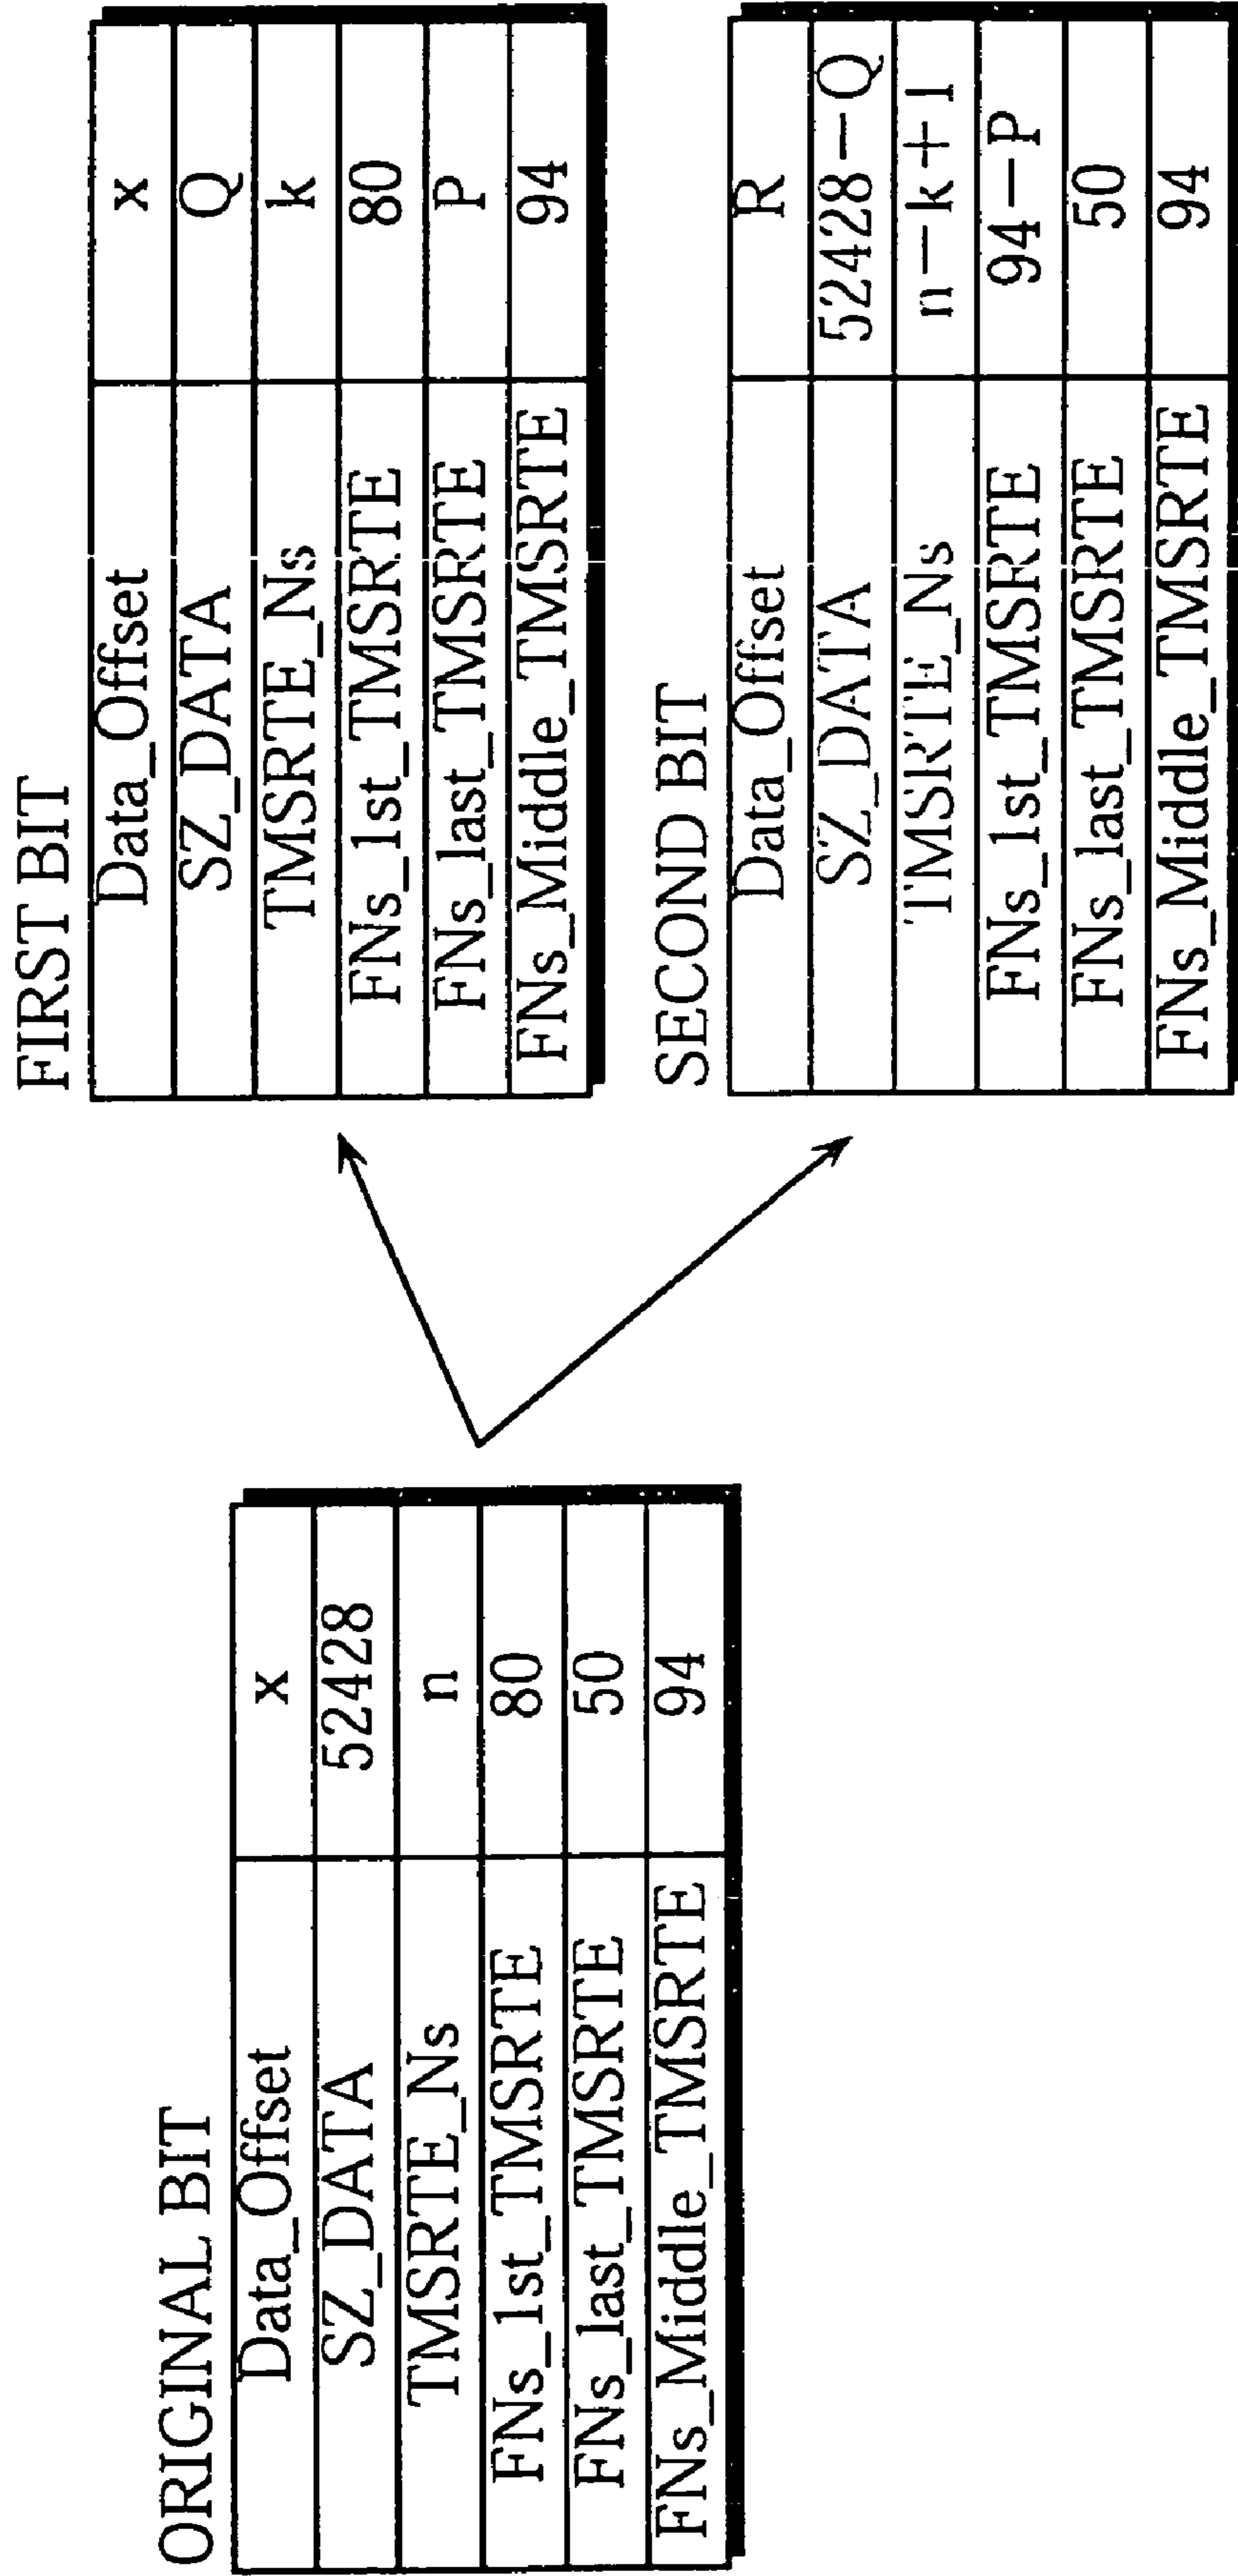 ORIGINAL BIT
Data_Offset x
SZ_DATA 52428
TMSRTE_Ns n
FNs_1st_TMSRTE 80
FNs_last_TMSRTE 50
FNs_Middle_TMSRTE 94
FIRST BIT
Data_Offset x
SZ_DATA Q
TMSRTE_Ns k
FNs_1st_TMSRTE 80
FNs_last_TMSRTE P
FNs_Middle_TMSRTE 94
SECOND BIT
Data_Offset R
SZ_DATA 52428-Q
TMSRTE_Ns n-k+1
FNs_1st_TMSRTE 94-P
FNs_last_TMSRTE 50
FNs_Middle_TMSRTE 94